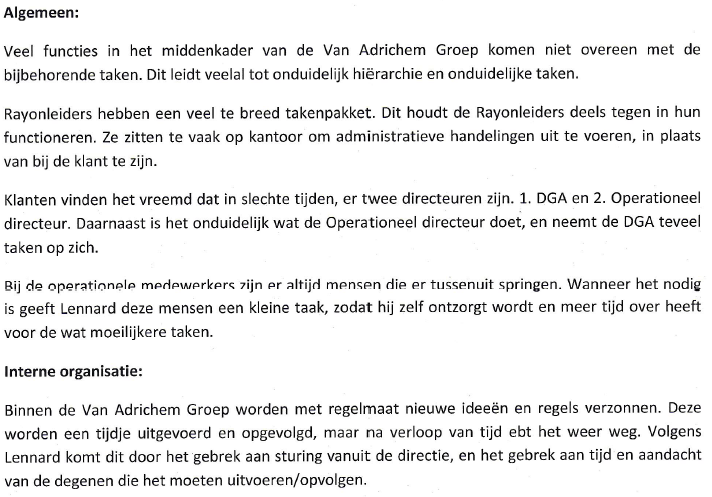 Algemeen:
Veel functies in het middenkader van de Van Adrichem Groep komen niet overeen met de
bijbehorende taken. Dit leidt veelal tot onduidelijk hiërarchie en onduidelijke taken.
Rayonleiders hebben een veel te breed takenpakket. Dit houdt de Rayonleiders deels tegen in hun
functioneren. Ze zitten te vaak op kantoor om administratieve handelingen uit te voeren, in plaats
van bij de klant te zijn.
Klanten vinden het vreemd dat in slechte tijden, er twee directeuren zijn. 1. DGA en 2. Operationeel
directeur. Daarnaast is het onduidelijk wat de Operationeel directeur doet, en neemt de DGA teveel
taken op zich.
Bij de operationele medewerkers zijn er altijd mensen die er tussenuit springen. Wanneer het nodig
is geeft Lennard deze mensen een kleine taak, zodat hij zelf ontzorgt wordt en meer tijd over heeft
voor de wat moeilijkere taken.
Interne organisatie:
Binnen de Van Adrichem Groep worden met regelmaat nieuwe ideeën en regels verzonnen. Deze
worden een tijdje uitgevoerd en opgevolgd, maar na verloop van tijd ebt het weer weg. Volgens
Lennard komt dit door het gebrek aan sturing vanuit de directie, en het gebrek aan tijd en aandacht
van de degenen die het moeten uitvoeren/opvolgen.